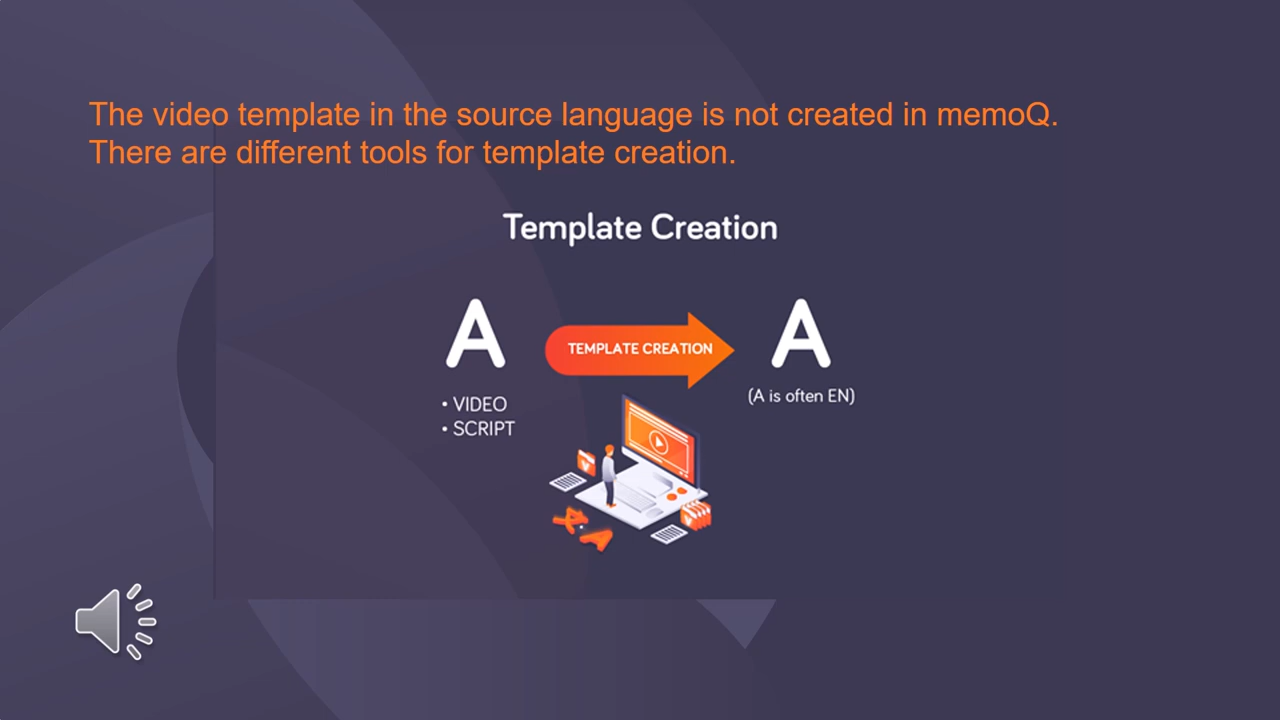 The video template in the source language is not created in memoQ.
There are different tools for template creation.
Template Creation
A
TEMPLATE CREATION
A
• VIDEO
• SCRIPT
(A is often EN)